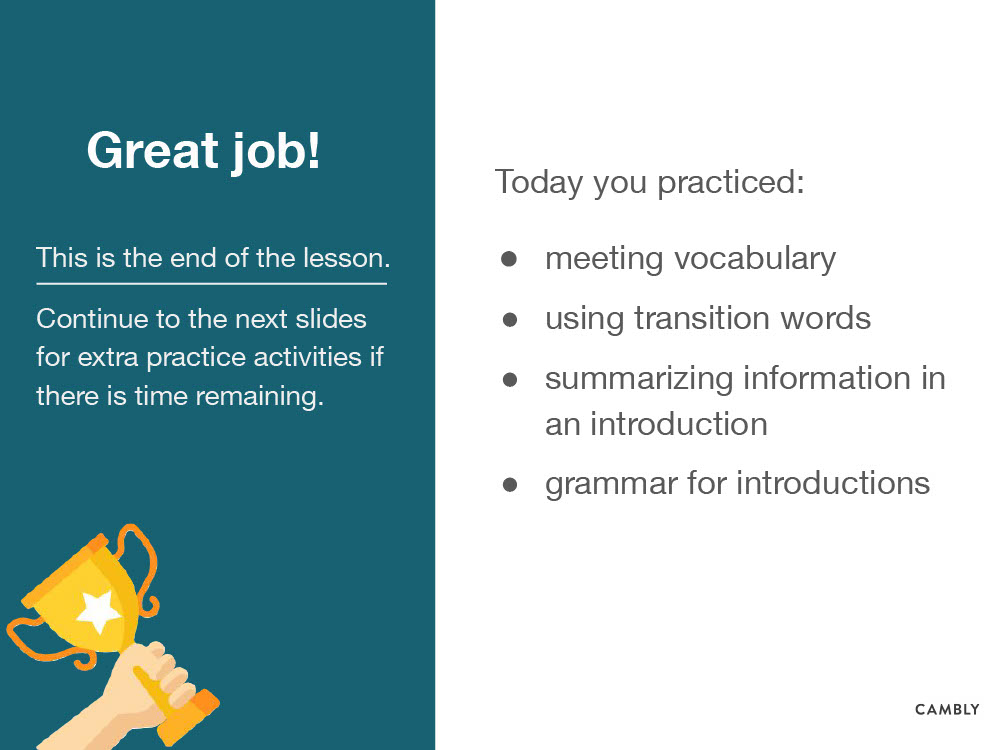 Great job!
This is the end of the lesson.
Continue to the next slides
for extra practice activities if
there is time remaining.
Today you practiced:
● meeting vocabulary
● using transition words
● summarizing information in
an introduction
● grammar for introductions
CAMBLY